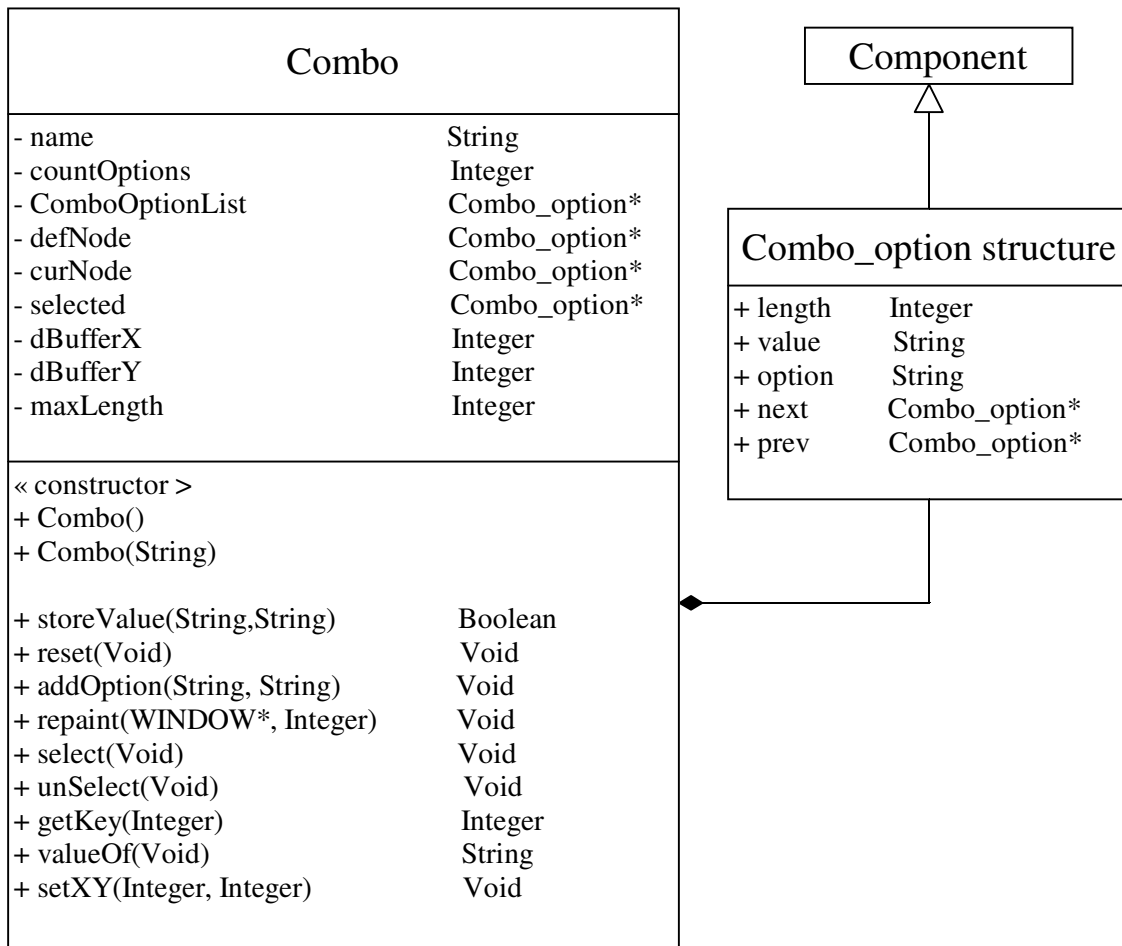 Combo
- name String
- countOptions Integer
- ComboOptionList Combo_option*
- defNode Combo_option*
- curNode Combo_option*
- selected Combo_option*
- dBufferX Integer
- dBufferY Integer
- maxLength Integer
« constructor >
+ Combo()
+ Combo(String)
+ storeValue(String,String) Boolean
+ reset(Void) Void
+ addOption(String, String) Void
+ repaint(WINDOW*, Integer) Void
+ select(Void) Void
+ unSelect(Void) Void
+ getKey(Integer) Integer
+ valueOf(Void) String
+ setXY(Integer, Integer) Void
Component
Combo_option structure
+ length Integer
+ value String
+ option String
+ next Combo_option*
+ prev Combo_option*